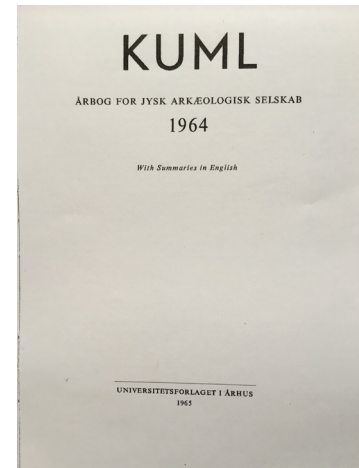 KUML
ÅRBOG FOR JYSK ARKÆOLOGISK SELSKAB
1964
With Summaries in English
UNIVERSITETSFORLAGET I ÅRHUS
1965